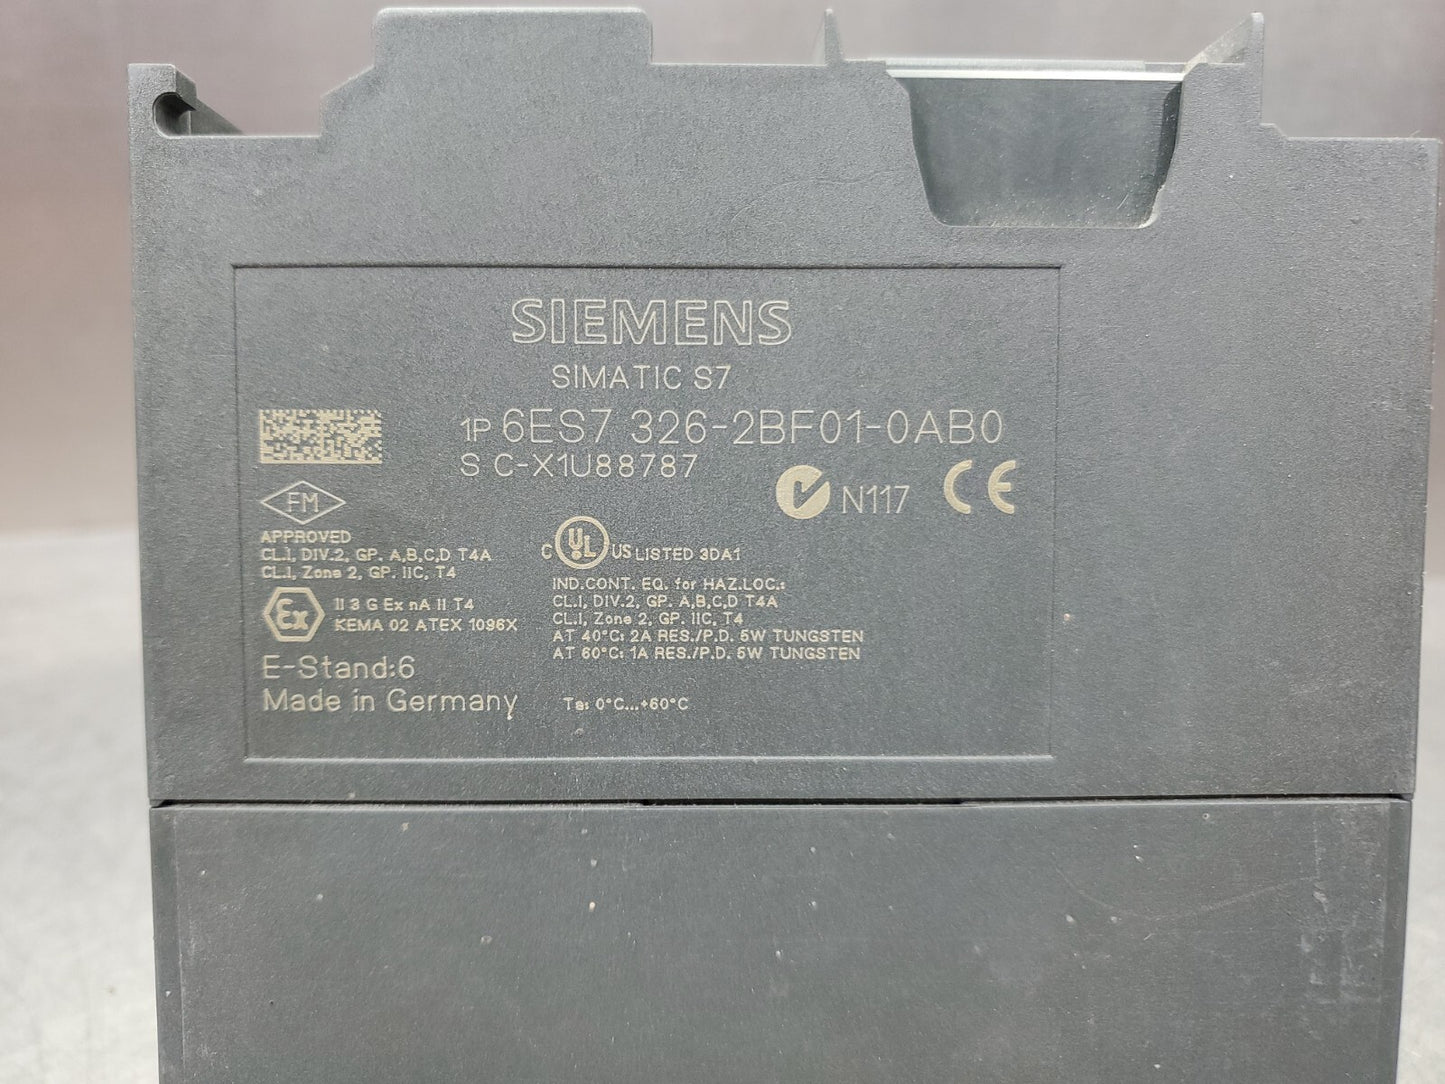 SIEMENS
SIMATIC S7
1P 6ES7 326-2BF01-0AB0
S C-X1U88787
N117 CE
FM
APPROVED
CL.I, DIV.2, GP. A,B,C,D T4A
CL.I, Zone 2, GP. IIC, T4
Ex II 3 G Ex nA II T4
KEMA 02 ATEX 1096X
E-Stand:6
Made in Germany
C UL US LISTED 3DA1
IND.CONT. EQ. for HAZ.LOC.:
CL.I, DIV.2, GP. A,B,C,D T4A
CL.I, Zone 2, GP. IIC, T4
AT 40°C: 2A RES./P.D. 5W TUNGSTEN
AT 60°C: 1A RES./P.D. 5W TUNGSTEN
Ta: 0°C...+60°C